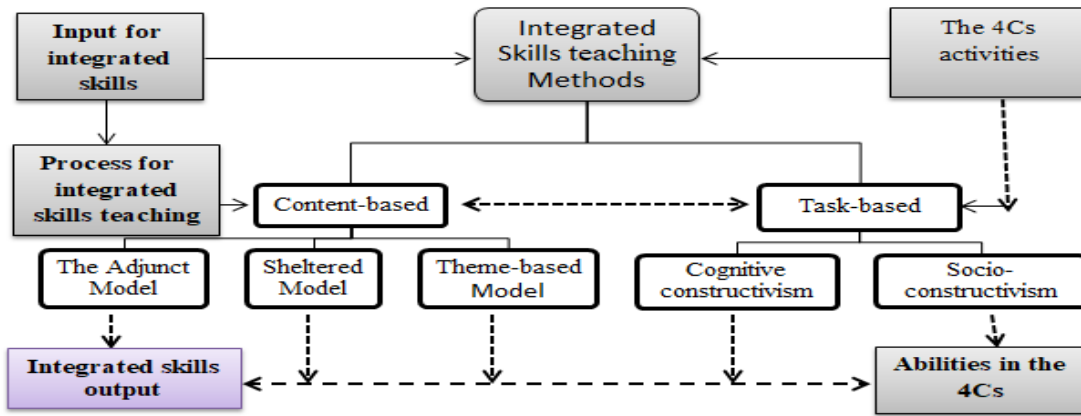 Input for
integrated
skills
Integrated
Skills teaching
Methods
The 4Cs
activities
Process for
integrated
skills teaching
Content-based
Task-based
The Adjunct
Model
Sheltered
Model
Theme-based
Model
Cognitive
constructivism
Socio-
constructivism
Integrated skills
output
Abilities in the
4Cs